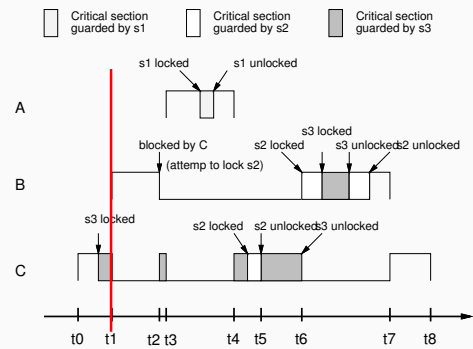 Critical section
guarded by s1
Critical section
guarded by s2
Critical section
guarded by s3
s1 locked
s1 unlocked
A
blocked by C
(attemp to lock s2)
s3 locked
s2 locked
s3 unlocked
s2 unlocked
B
s3 locked
s2 locked
s2 unlocked
s3 unlocked
C
t0 t1 t2 t3 t4 t5 t6 t7 t8